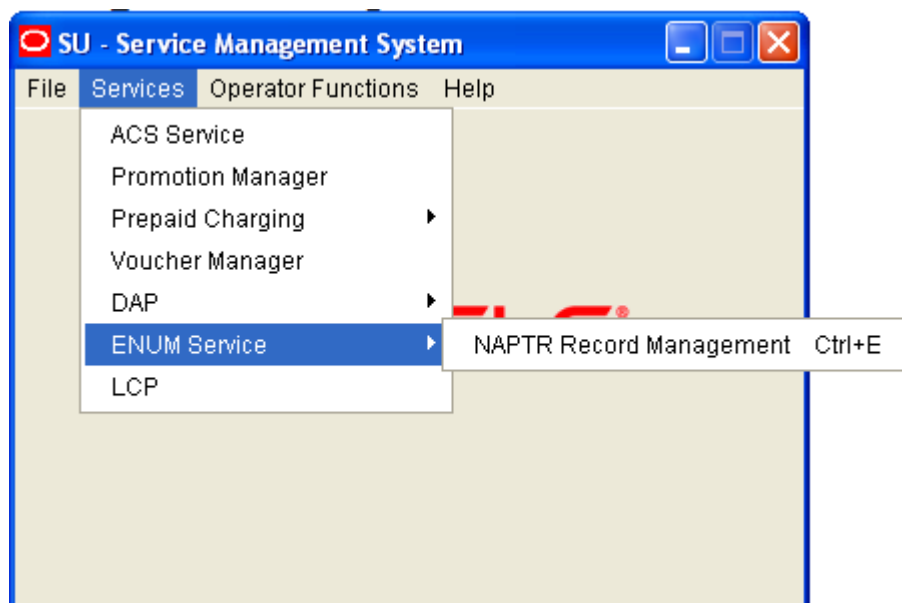 SU - Service Management System
File Services Operator Functions Help
ACS Service
Promotion Manager
Prepaid Charging
Voucher Manager
DAP
ENUM Service
NAPTR Record Management Ctrl+E
LCP